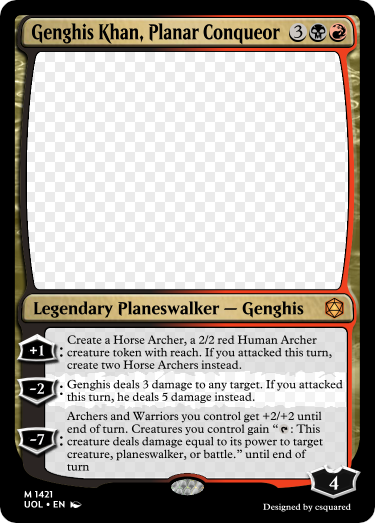 Genghis Khan, Planar Conqueror 3
Legendary Planeswalker — Genghis
+1 : Create a Horse Archer, a 2/2 red Human Archer
creature token with reach. If you attacked this turn,
create two Horse Archers instead.
-2 : Genghis deals 3 damage to any target. If you attacked
this turn, he deals 5 damage instead.
-7 : Archers and Warriors you control get +2/+2 until
end of turn. Creatures you control gain “ : This
creature deals damage equal to its power to target
creature, planeswalker, or battle.” until end of
turn
4
M 1421
UOL • EN
Designed by csquared